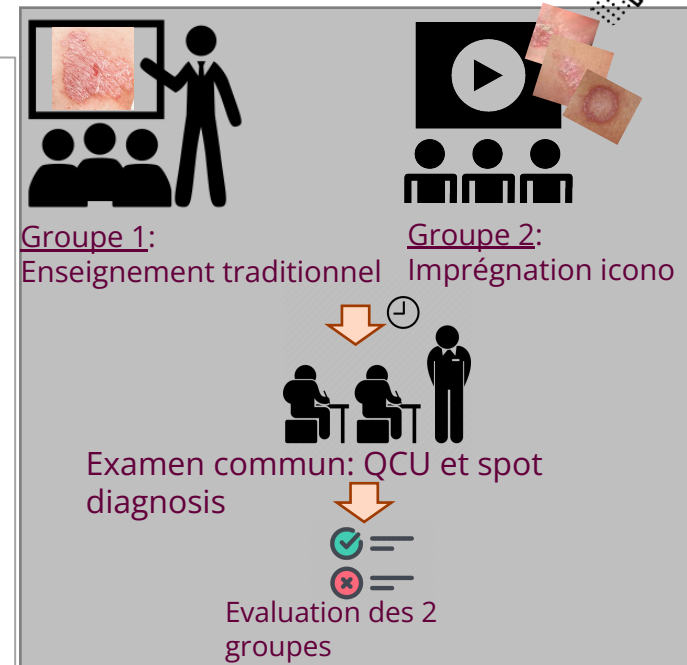 Groupe 1:
Enseignement traditionnel
Groupe 2:
Imprégnation icono
Examen commun: QCU et spot
diagnosis
Evaluation des 2
groupes